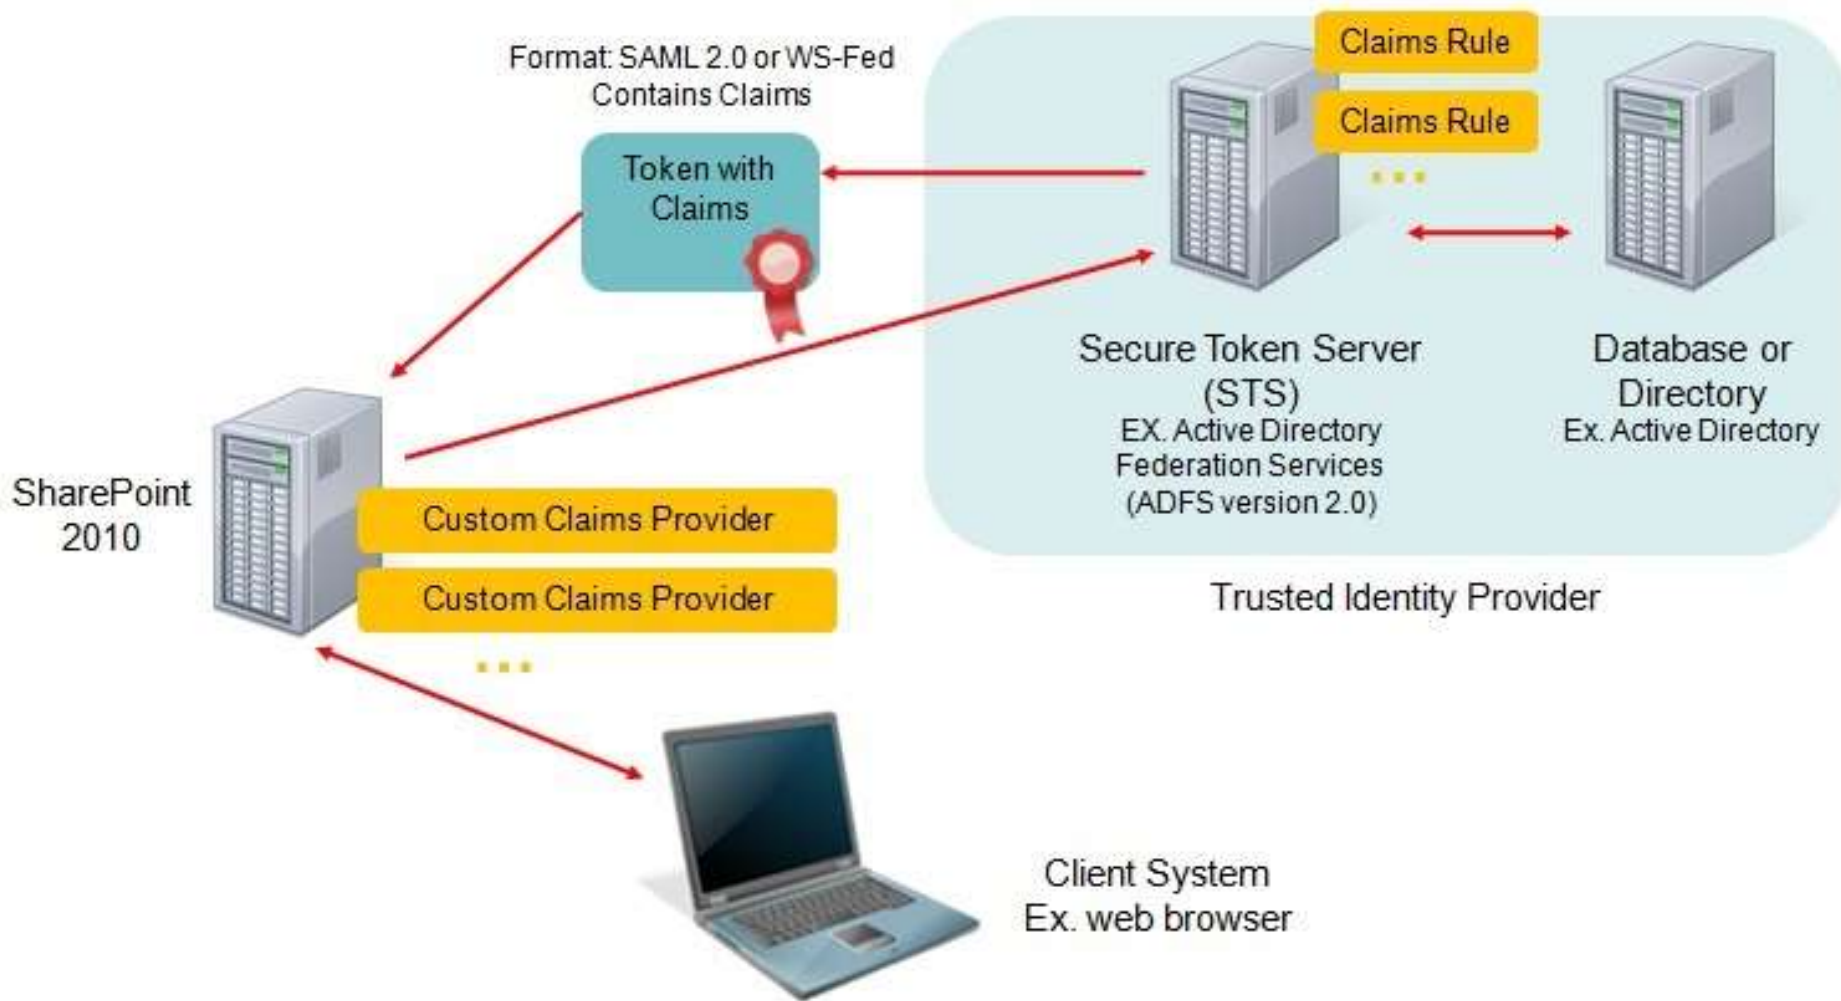 Format: SAML 2.0 or WS-Fed
Contains Claims
Token with
Claims
Claims Rule
Claims Rule
...
Secure Token Server
(STS)
EX. Active Directory
Federation Services
(ADFS version 2.0)
Database or
Directory
Ex. Active Directory
Trusted Identity Provider
SharePoint
2010
Custom Claims Provider
Custom Claims Provider
...
Client System
Ex. web browser